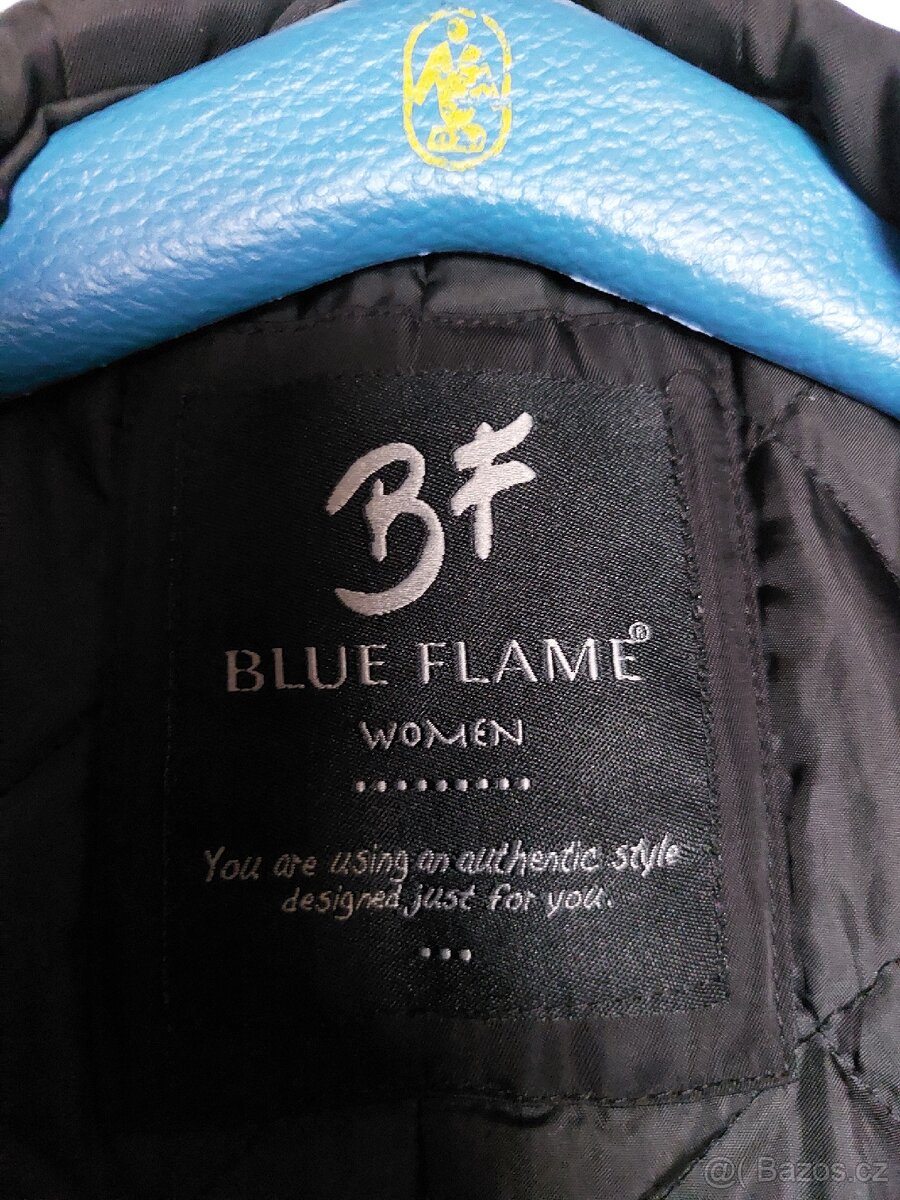 BF
BLUE FLAME®
WOMEN
You are using an authentic style
designed just for you.
@( Bazos.cz